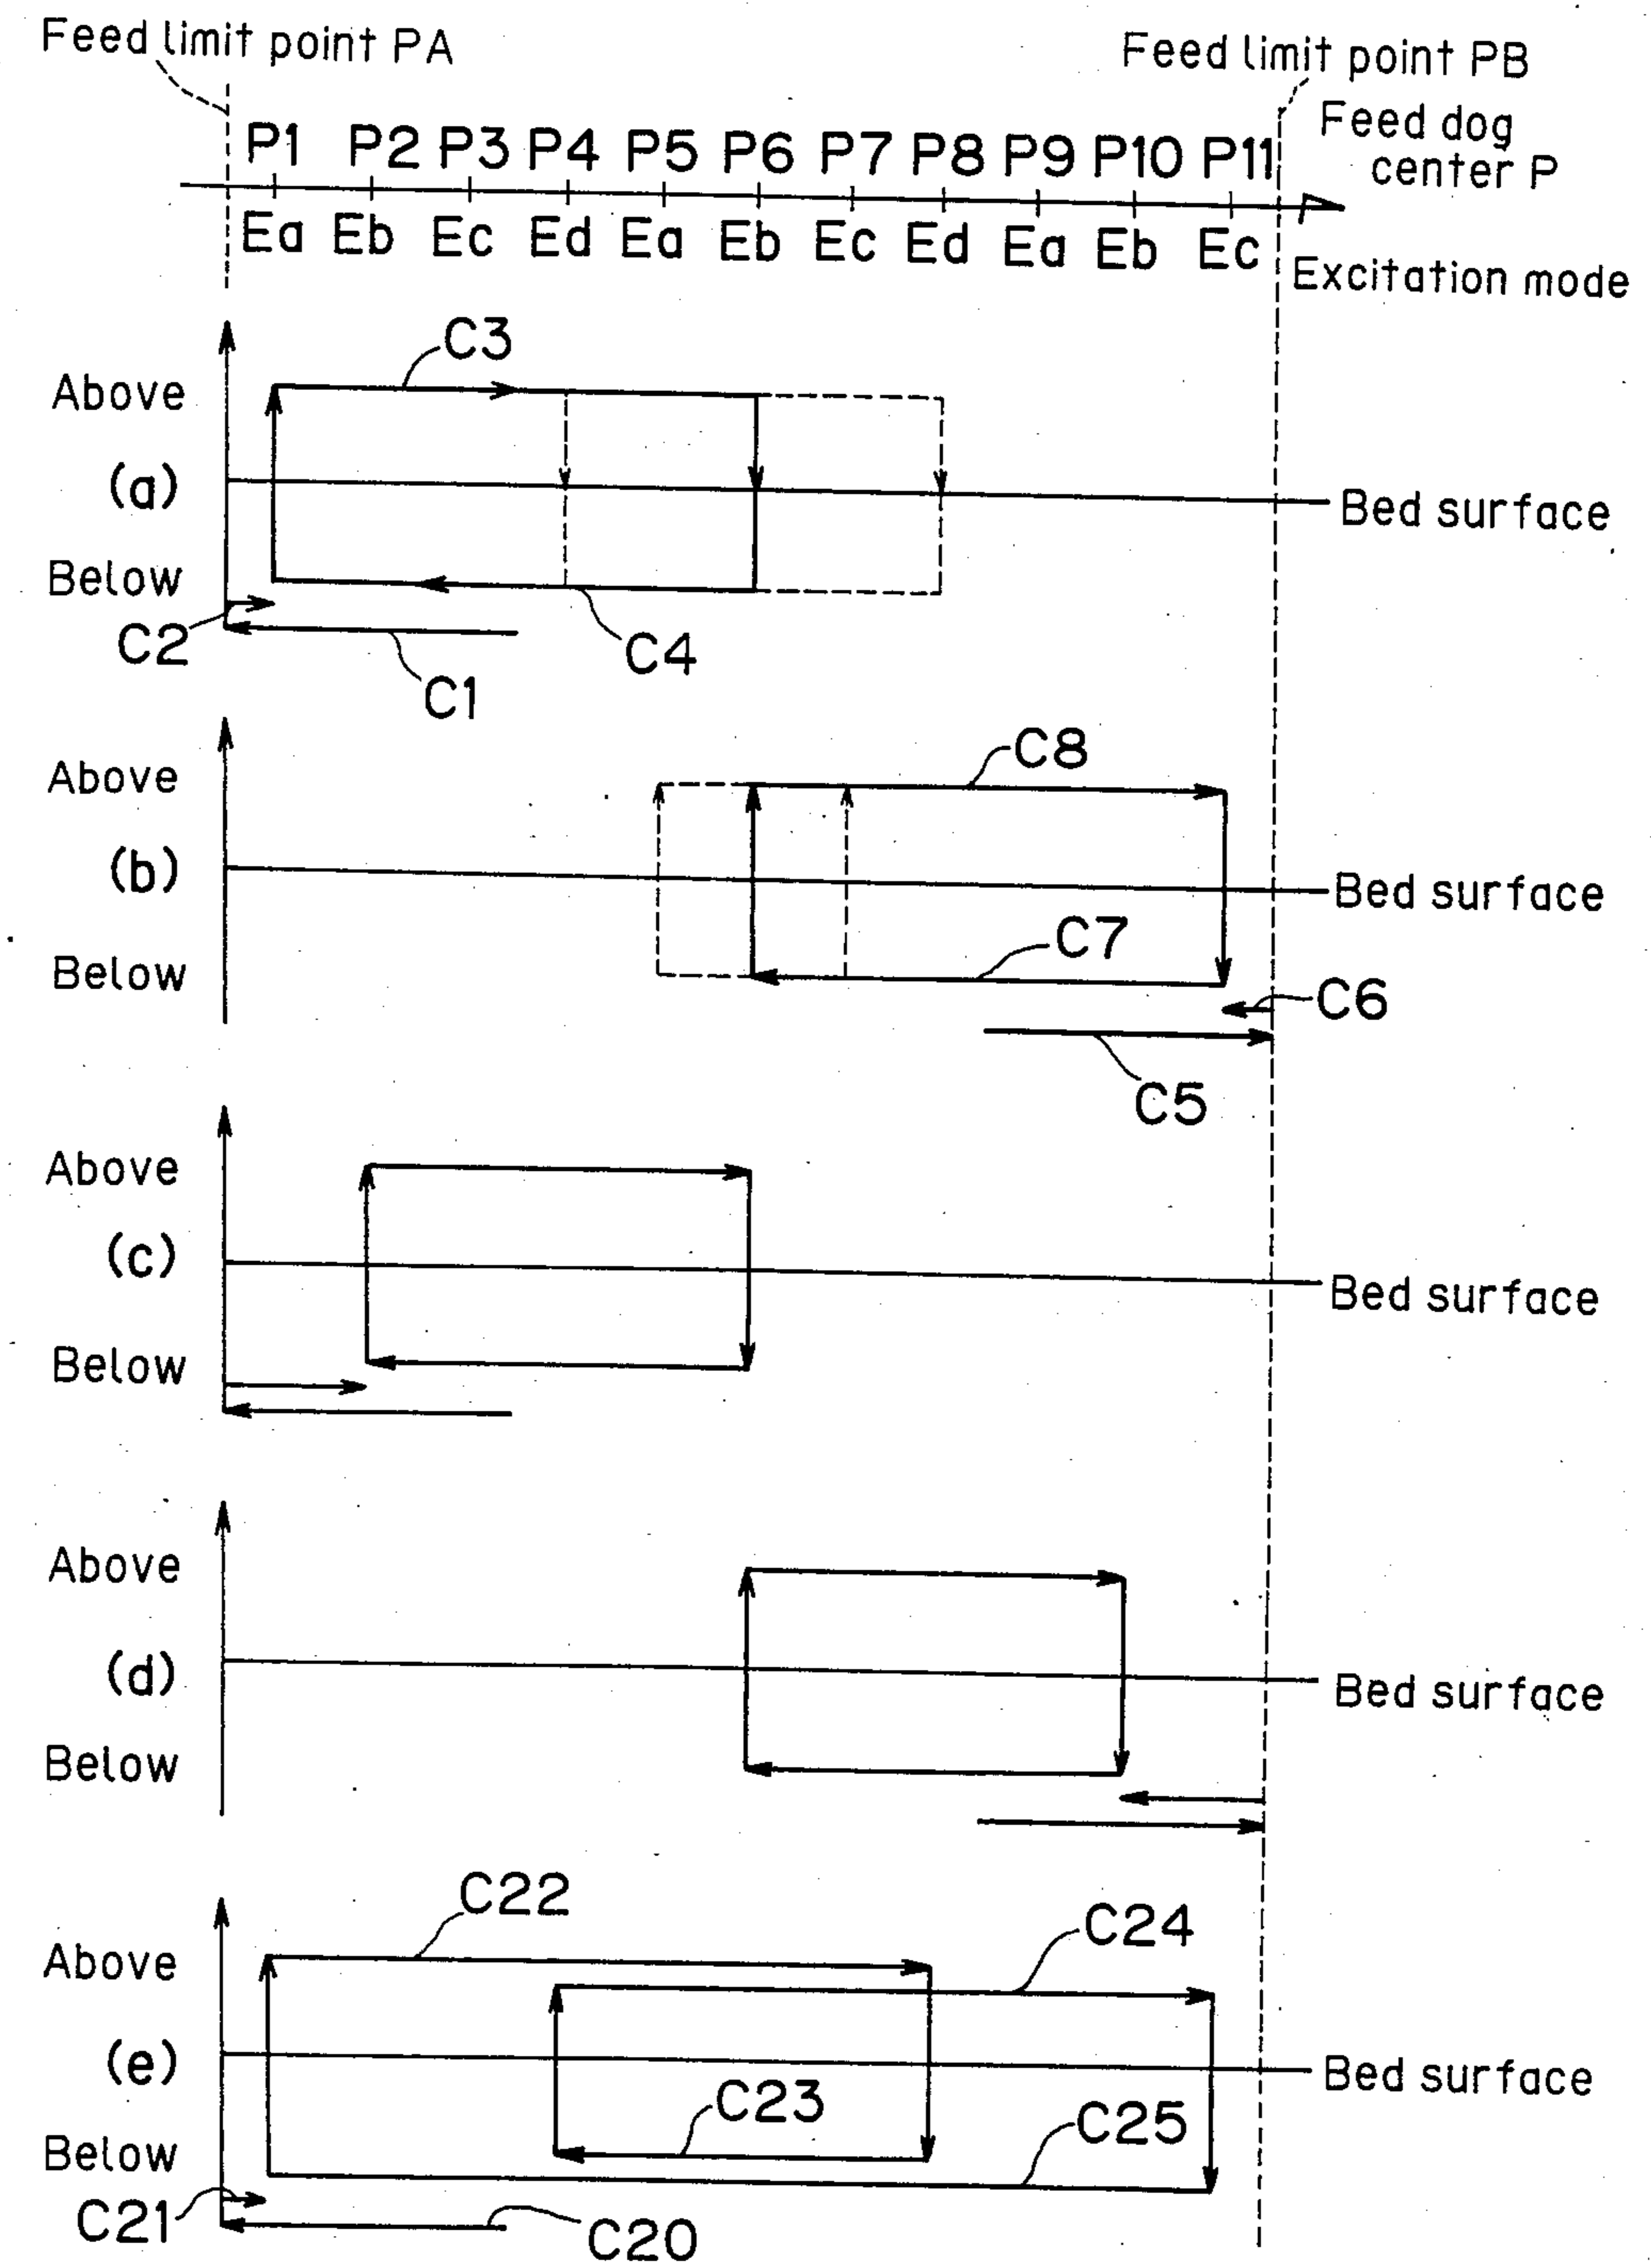 Feed limit point PA
Feed limit point PB
P1 P2 P3 P4 P5 P6 P7 P8 P9 P10 P11
Feed dog
center P
Ea Eb Ec Ed Ea Eb Ec Ed Ea Eb Ec
Excitation mode
C3
Above
(a)
Bed surface
Below
C2
C4
C1
C8
Above
(b)
Bed surface
C7
Below
C6
C5
Above
(c)
Bed surface
Below
Above
(d)
Bed surface
Below
C22
C24
Above
(e)
Bed surface
C23
C25
Below
C21
C20